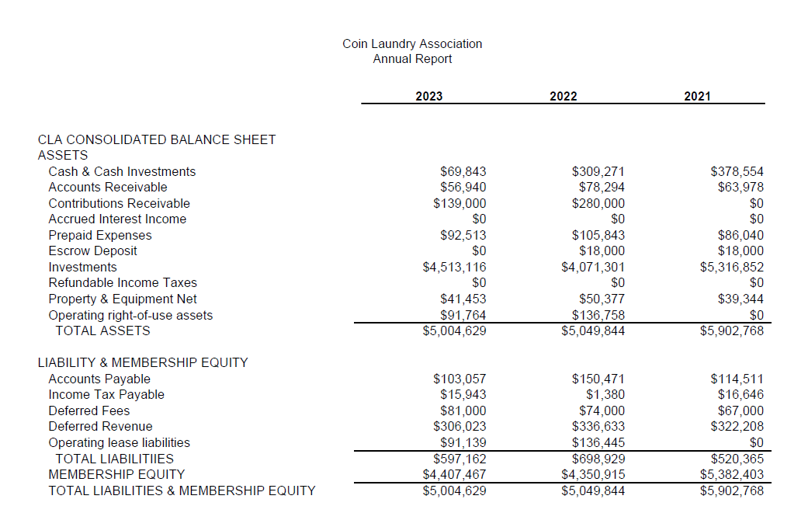 Coin Laundry Association
Annual Report
2023 2022 2021
CLA CONSOLIDATED BALANCE SHEET
ASSETS
Cash & Cash Investments $69,843 $309,271 $378,554
Accounts Receivable $56,940 $78,294 $63,978
Contributions Receivable $139,000 $280,000 $0
Accrued Interest Income $0 $0 $0
Prepaid Expenses $92,513 $105,843 $86,040
Escrow Deposit $0 $18,000 $18,000
Investments $4,513,116 $4,071,301 $5,316,852
Refundable Income Taxes $0 $0 $0
Property & Equipment Net $41,453 $50,377 $39,344
Operating right-of-use assets $91,764 $136,758 $0
TOTAL ASSETS $5,004,629 $5,049,844 $5,902,768
LIABILITY & MEMBERSHIP EQUITY
Accounts Payable $103,057 $150,471 $114,511
Income Tax Payable $15,943 $1,380 $16,646
Deferred Fees $81,000 $74,000 $67,000
Deferred Revenue $306,023 $336,633 $322,208
Operating lease liabilities $91,139 $136,445 $0
TOTAL LIABILITIIES $597,162 $698,929 $520,365
MEMBERSHIP EQUITY $4,407,467 $4,350,915 $5,382,403
TOTAL LIABILITIES & MEMBERSHIP EQUITY $5,004,629 $5,049,844 $5,902,768